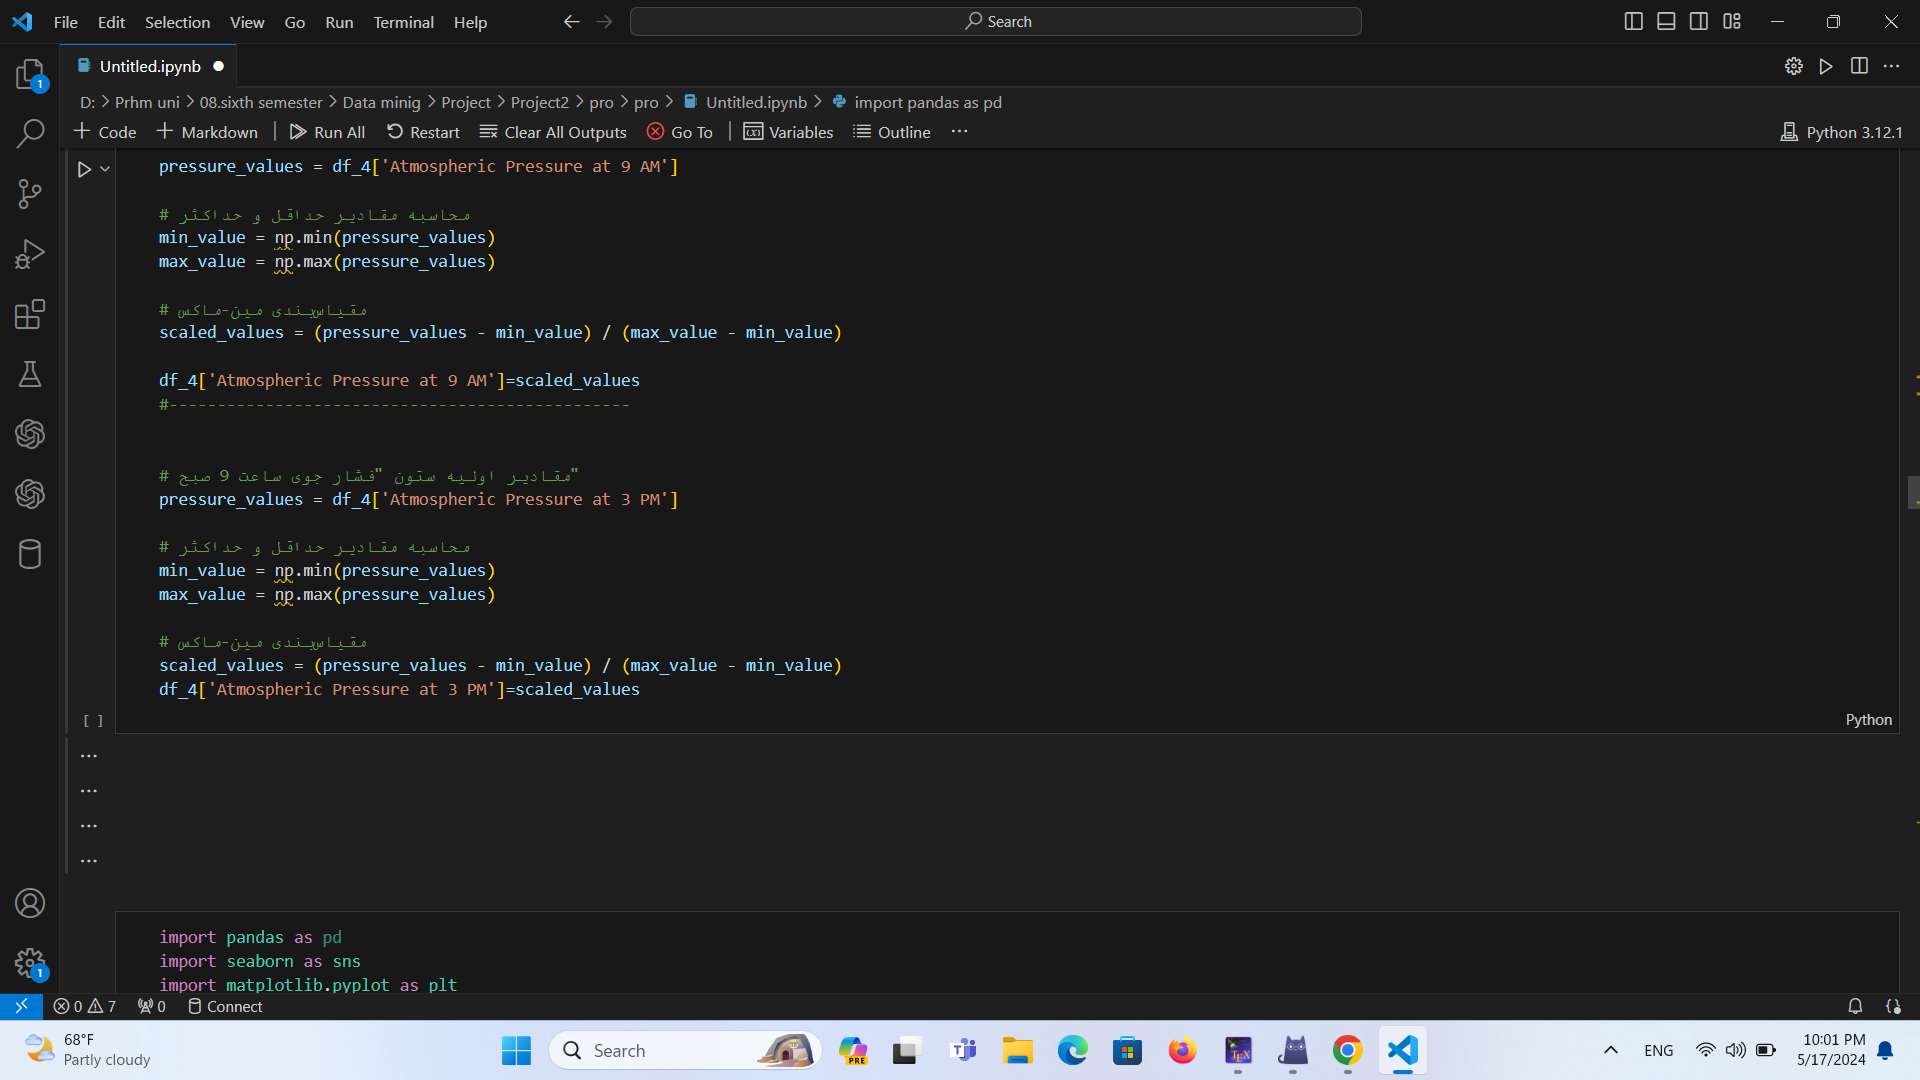 File Edit Selection View Go Run Terminal Help
Search
1
Untitled.ipynb
D: > Prhm uni > 08.sixth semester > Data minig > Project > Project2 > pro > pro > Untitled.ipynb > import pandas as pd
+ Code + Markdown | Run All Restart Clear All Outputs Go To | Variables Outline ... Python 3.12.1
pressure_values = df_4['Atmospheric Pressure at 9 AM']
# محاسبه مقادیر حداقل و حداکثر
min_value = np.min(pressure_values)
max_value = np.max(pressure_values)
# مقیاس‌بندی مین-ماکس
scaled_values = (pressure_values - min_value) / (max_value - min_value)
df_4['Atmospheric Pressure at 9 AM']=scaled_values
#------------------------------------------------
# مقادیر اولیه ستون "فشار جوی ساعت 9 صبح"
pressure_values = df_4['Atmospheric Pressure at 3 PM']
# محاسبه مقادیر حداقل و حداکثر
min_value = np.min(pressure_values)
max_value = np.max(pressure_values)
# مقیاس‌بندی مین-ماکس
scaled_values = (pressure_values - min_value) / (max_value - min_value)
df_4['Atmospheric Pressure at 3 PM']=scaled_values
[ ] Python
...
...
...
...
import pandas as pd
import seaborn as sns
import matplotlib.pyplot as plt
1
0 7 0 Connect
68°F
Partly cloudy
Search
PRE
TEX
ENG
10:01 PM
5/17/2024